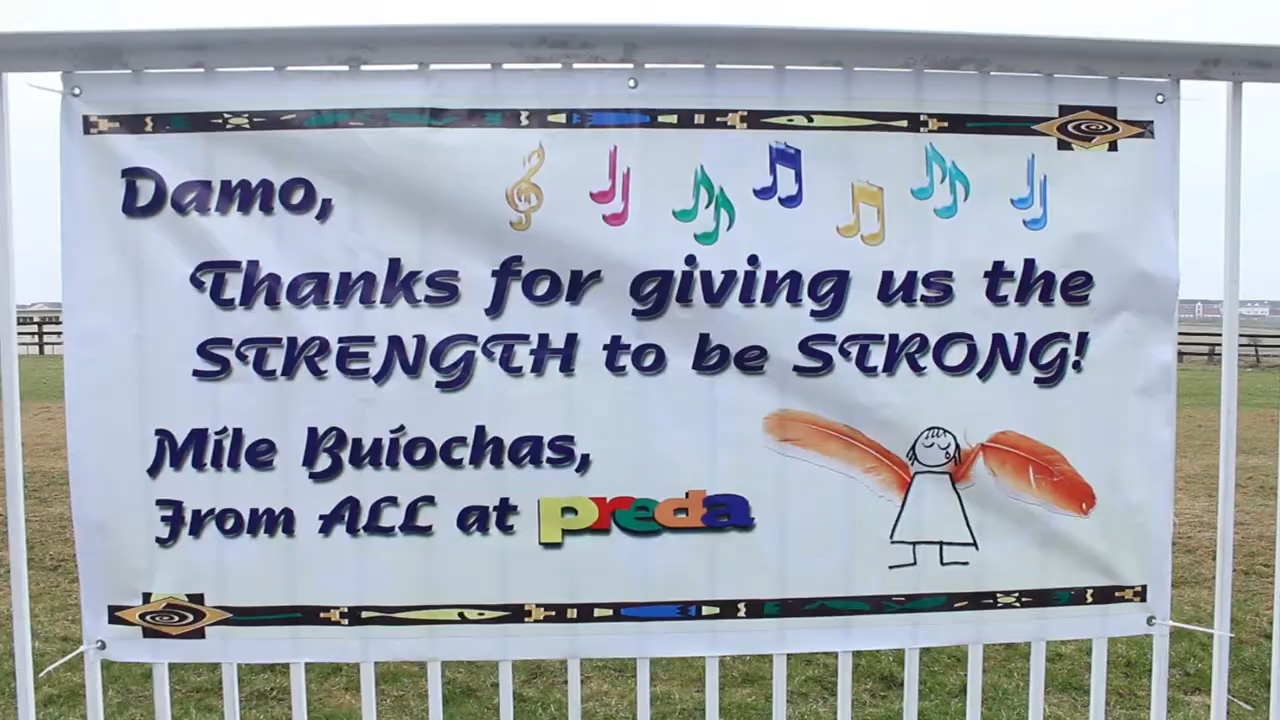 Damo,
Thanks for giving us the
STRENGTH to be STRONG!
Míle Buíochas,
From ALL at preda